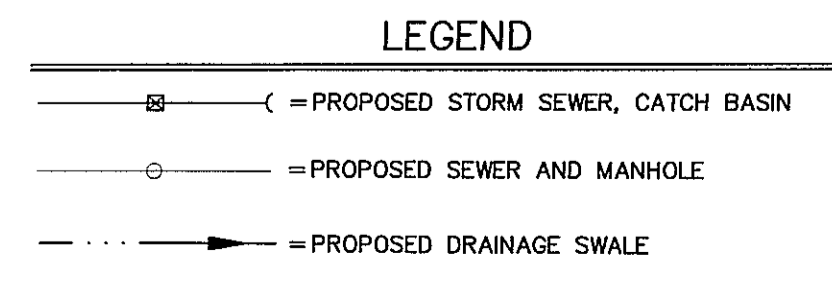 LEGEND
=PROPOSED STORM SEWER, CATCH BASIN
=PROPOSED SEWER AND MANHOLE
=PROPOSED DRAINAGE SWALE